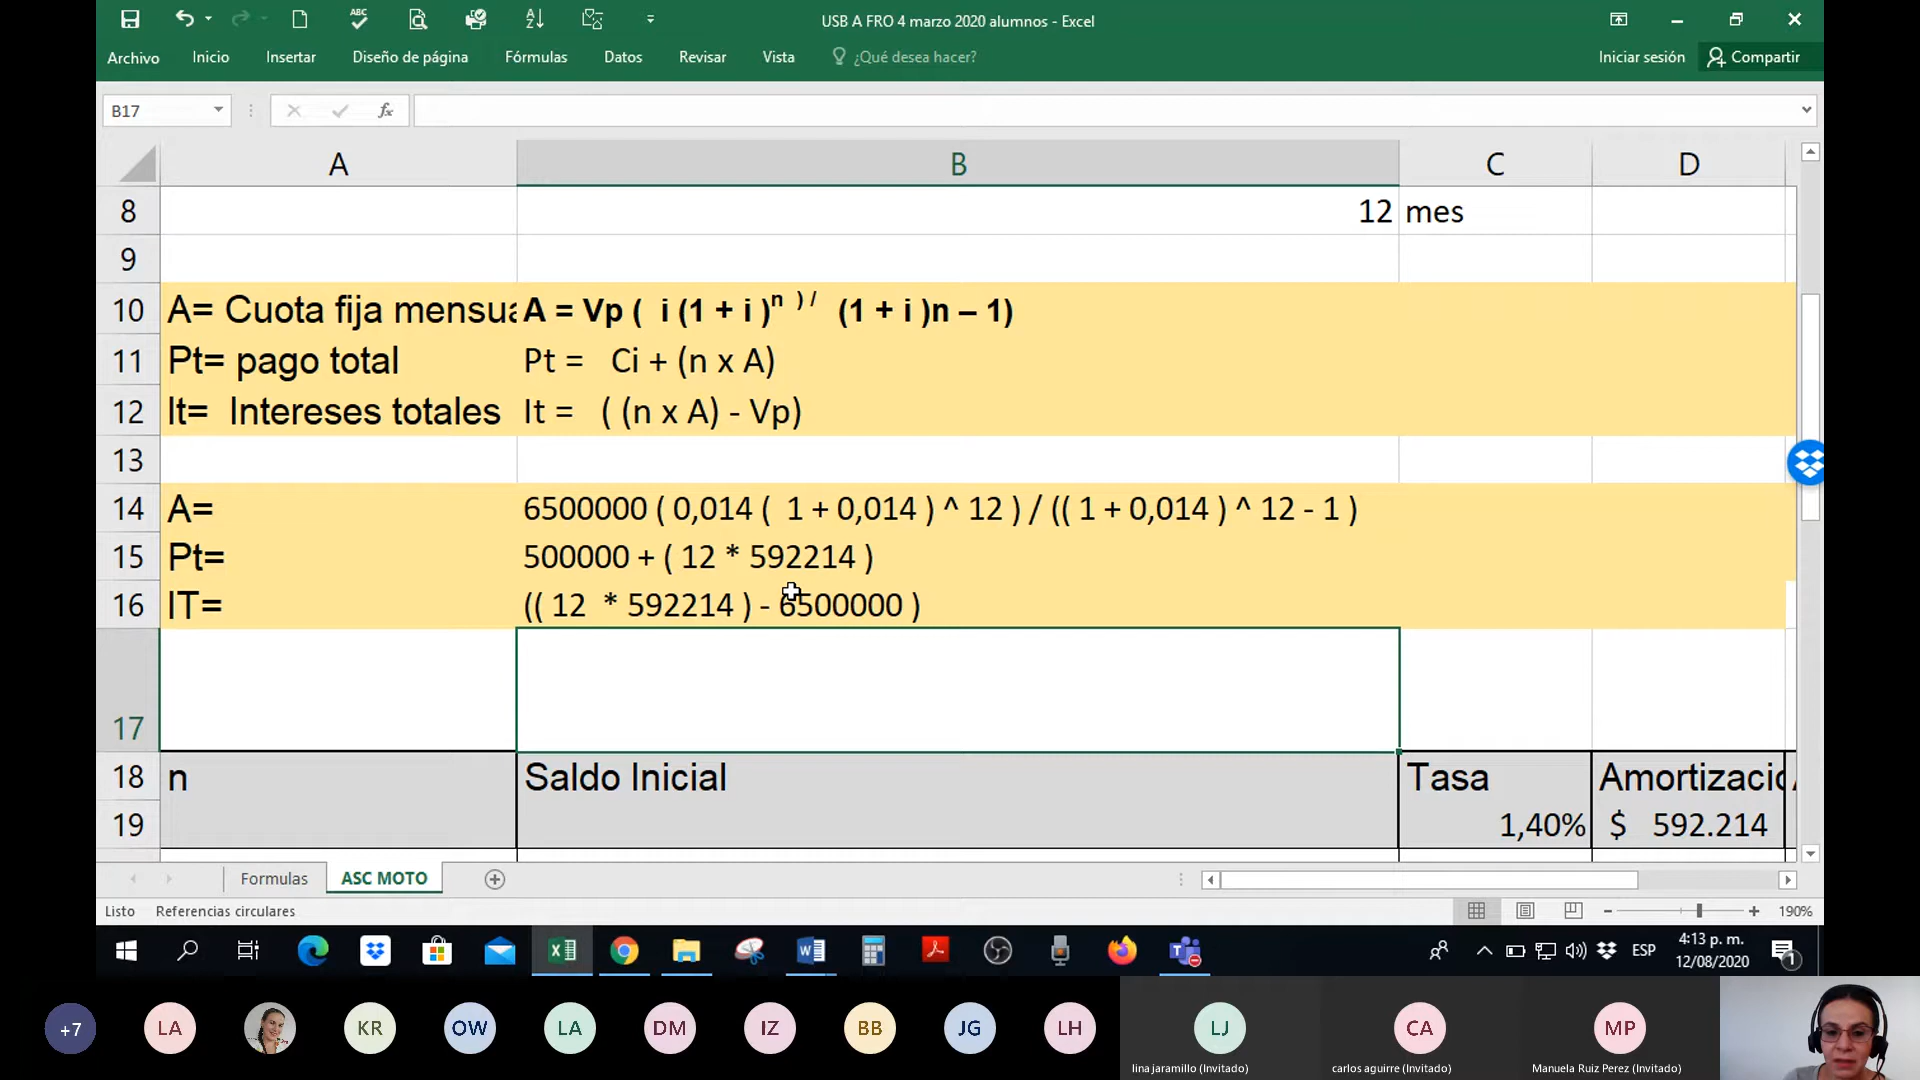 USB A FRO 4 marzo 2020 alumnos - Excel
Archivo Inicio Insertar Diseño de página Fórmulas Datos Revisar Vista ¿Qué desea hacer? Iniciar sesión Compartir
B17 fx
A B C D
8 12 mes
9
10 A= Cuota fija mensua A = Vp ( i (1 + i )n ) / (1 + i )n – 1)
11 Pt= pago total Pt = Ci + (n x A)
12 It= Intereses totales It = ( (n x A) - Vp)
13
14 A= 6500000 ( 0,014 ( 1 + 0,014 ) ^ 12 ) / (( 1 + 0,014 ) ^ 12 - 1 )
15 Pt= 500000 + ( 12 * 592214 )
16 IT= (( 12 * 592214 ) - 6500000 )
17
18 n Saldo Inicial Tasa Amortizacio
19 1,40% $ 592.214
Formulas ASC MOTO
Listo Referencias circulares 190%
ESP 4:13 p. m.
12/08/2020 1
+7 LA KR OW LA DM IZ BB JG LH LJ CA MP
lina jaramillo (Invitado) carlos aguirre (Invitado) Manuela Ruiz Perez (Invitado)